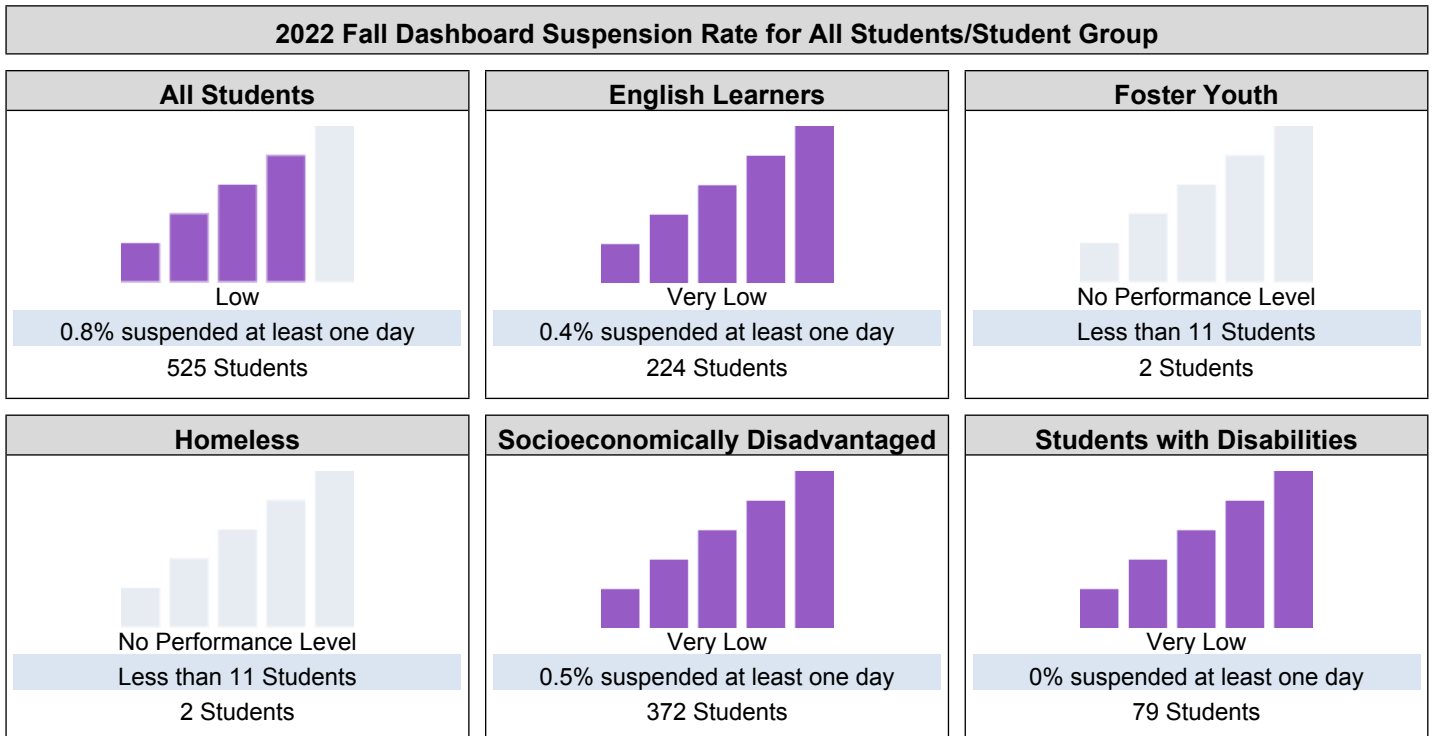 2022 Fall Dashboard Suspension Rate for All Students/Student Group
All Students
Low
0.8% suspended at least one day
525 Students
English Learners
Very Low
0.4% suspended at least one day
224 Students
Foster Youth
No Performance Level
Less than 11 Students
2 Students
Homeless
No Performance Level
Less than 11 Students
2 Students
Socioeconomically Disadvantaged
Very Low
0.5% suspended at least one day
372 Students
Students with Disabilities
Very Low
0% suspended at least one day
79 Students